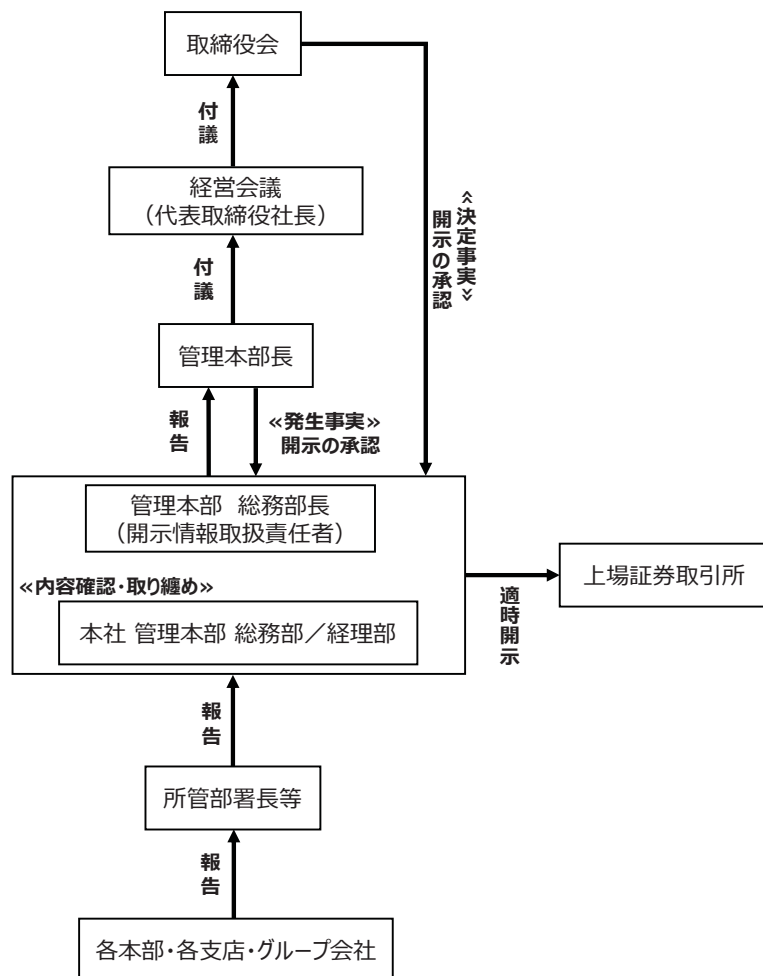 取締役会
付議
経営会議
（代表取締役社長）
付議
≪決定事実≫
開示の承認
管理本部長
報告
≪発生事実≫
開示の承認
管理本部 総務部長
（開示情報取扱責任者）
≪内容確認・取り纏め≫
本社 管理本部 総務部／経理部
適時開示
上場証券取引所
報告
所管部署長等
報告
各本部・各支店・グループ会社